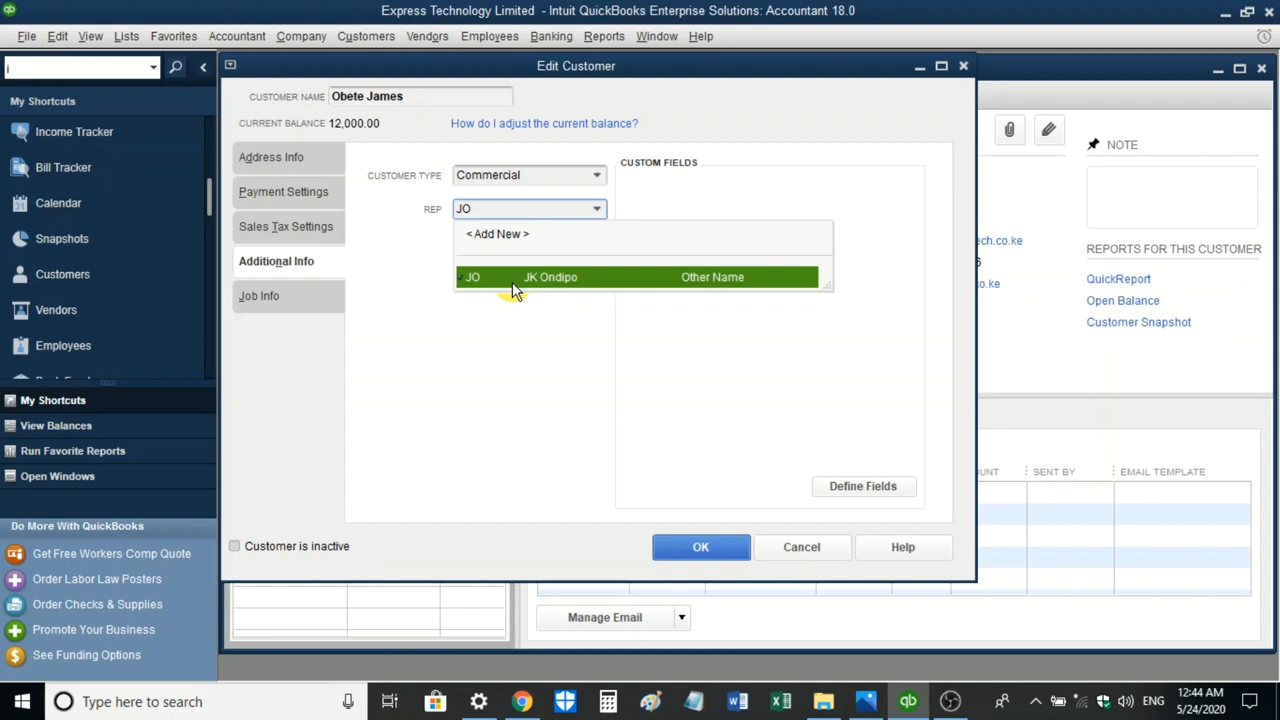 Express Technology Limited - Intuit QuickBooks Enterprise Solutions: Accountant 18.0
File Edit View Lists Favorites Accountant Company Customers Vendors Employees Banking Reports Window Help
My Shortcuts
Income Tracker
Bill Tracker
Calendar
Snapshots
Customers
Vendors
Employees
My Shortcuts
View Balances
Run Favorite Reports
Open Windows
Do More With QuickBooks
Get Free Workers Comp Quote
Order Labor Law Posters
Order Checks & Supplies
Promote Your Business
See Funding Options
Edit Customer
CUSTOMER NAME Obete James
CURRENT BALANCE 12,000.00 How do I adjust the current balance?
Address Info
Payment Settings
Sales Tax Settings
Additional Info
Job Info
CUSTOMER TYPE Commercial
REP JO
< Add New >
✓ JO JK Ondipo Other Name
CUSTOM FIELDS
Define Fields
Customer is inactive
OK Cancel Help
NOTE
ch.co.ke
6
o.ke
REPORTS FOR THIS CUSTOMER
QuickReport
Open Balance
Customer Snapshot
OUNT SENT BY EMAIL TEMPLATE
Manage Email
Type here to search
ENG
12:44 AM
5/24/2020